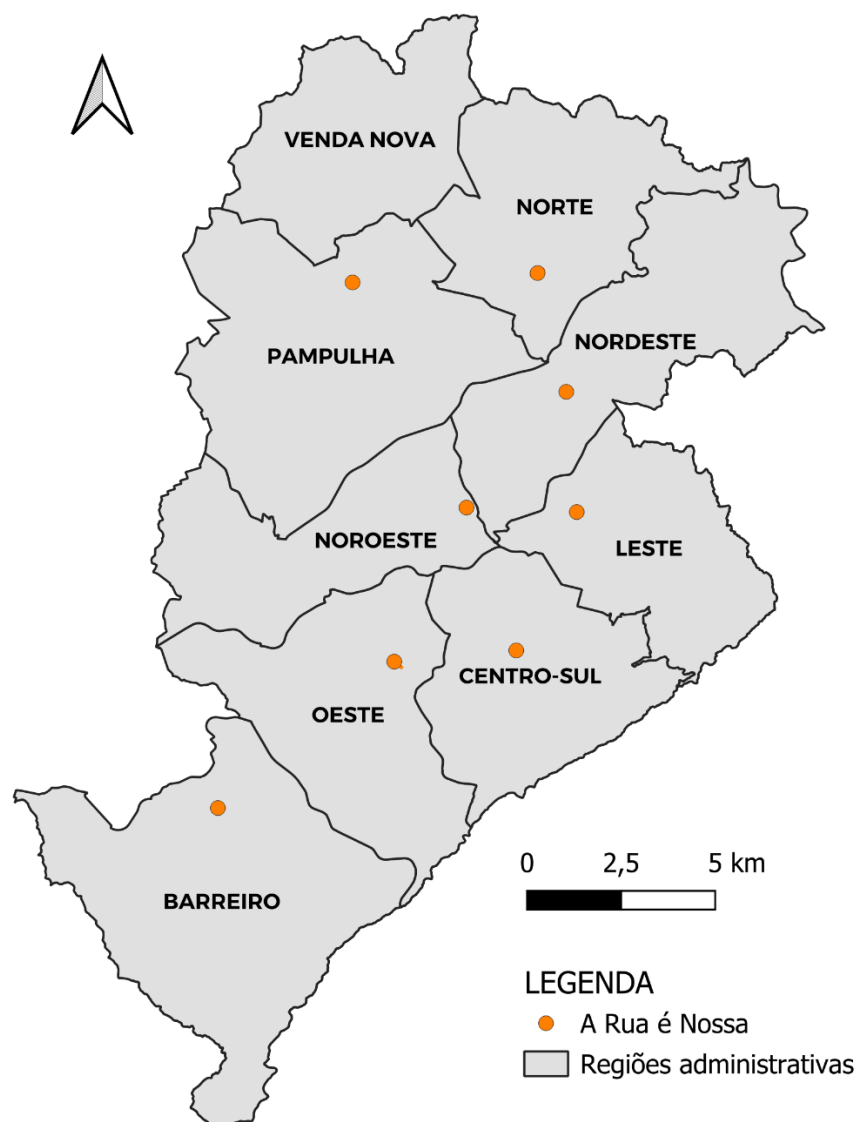 VENDA NOVA
NORTE
NORDESTE
PAMPULHA
NOROESTE
LESTE
CENTRO-SUL
OESTE
BARREIRO
0 2,5 5 km
LEGENDA
A Rua é Nossa
Regiões administrativas